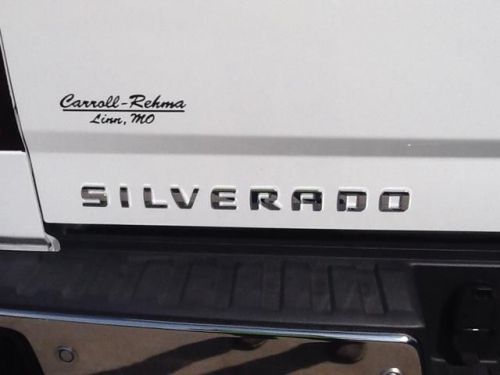 Carroll-Rehma
Linn, MO
SILVERADO